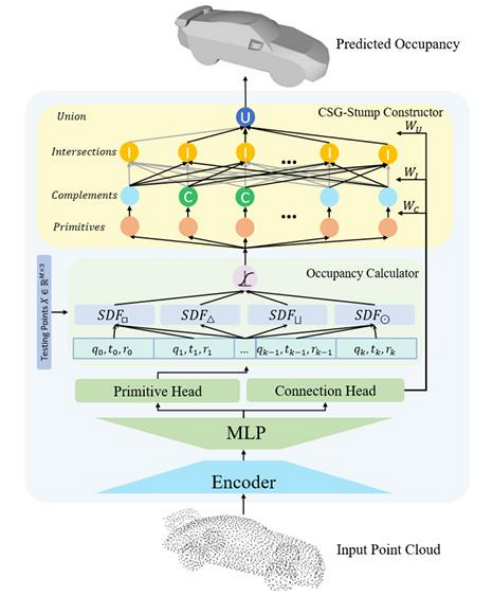 Predicted Occupancy
Union
U
CSG-Stump Constructor
W_U
Intersections
I I I ... I I
W_I
Complements
C C
W_C
Primitives
...
Occupancy Calculator
Testing Points X ∈ ℝ^{M×3}
SDF_□ SDF_△ SDF_⊔ SDF_⊙
q_0, t_0, r_0 q_1, t_1, r_1 ... q_{k-1}, t_{k-1}, r_{k-1} q_k, t_k, r_k
Primitive Head Connection Head
MLP
Encoder
Input Point Cloud